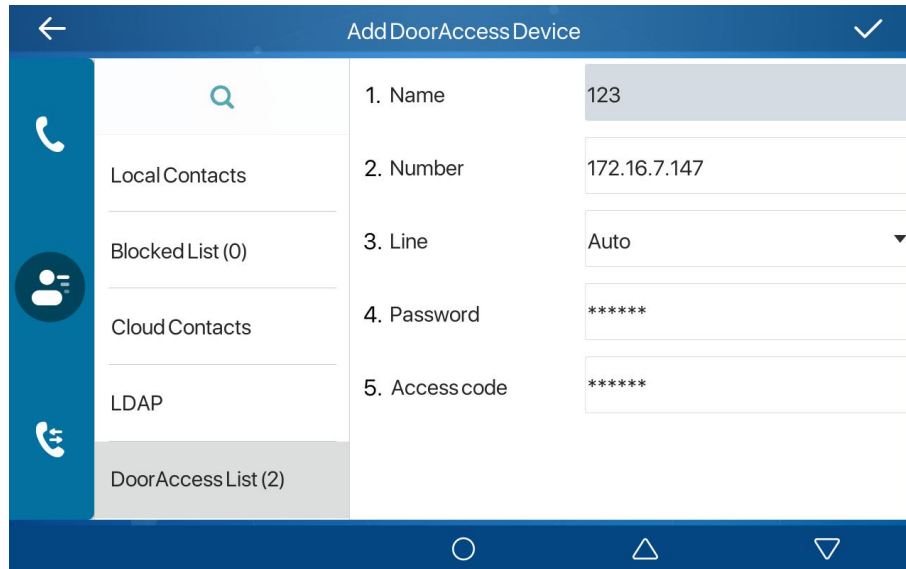 Add DoorAccess Device
Local Contacts
Blocked List (0)
Cloud Contacts
LDAP
DoorAccess List (2)
1. Name 123
2. Number 172.16.7.147
3. Line Auto
4. Password ******
5. Access code ******